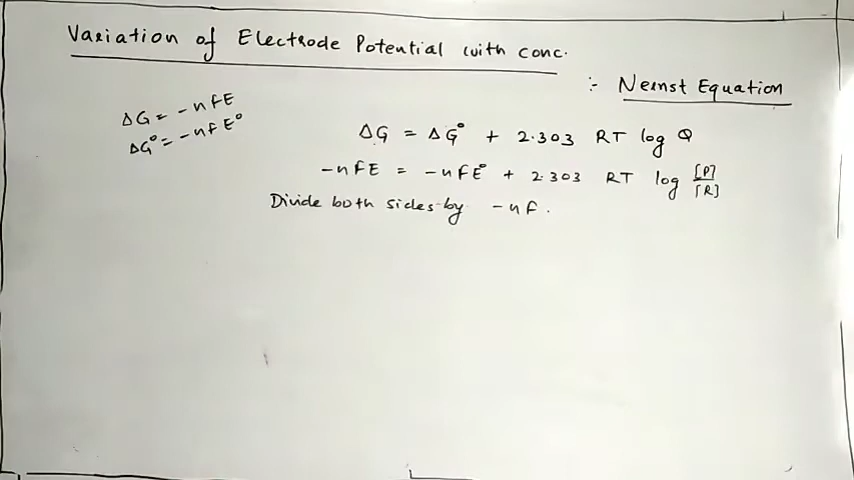 Variation of Electrode Potential with conc.
:- Nernst Equation
ΔG = -nFE
ΔG° = -nFE°
ΔG = ΔG° + 2.303 RT log Q
-nFE = -nFE° + 2.303 RT log [P]/[R]
Divide both sides by -nF.